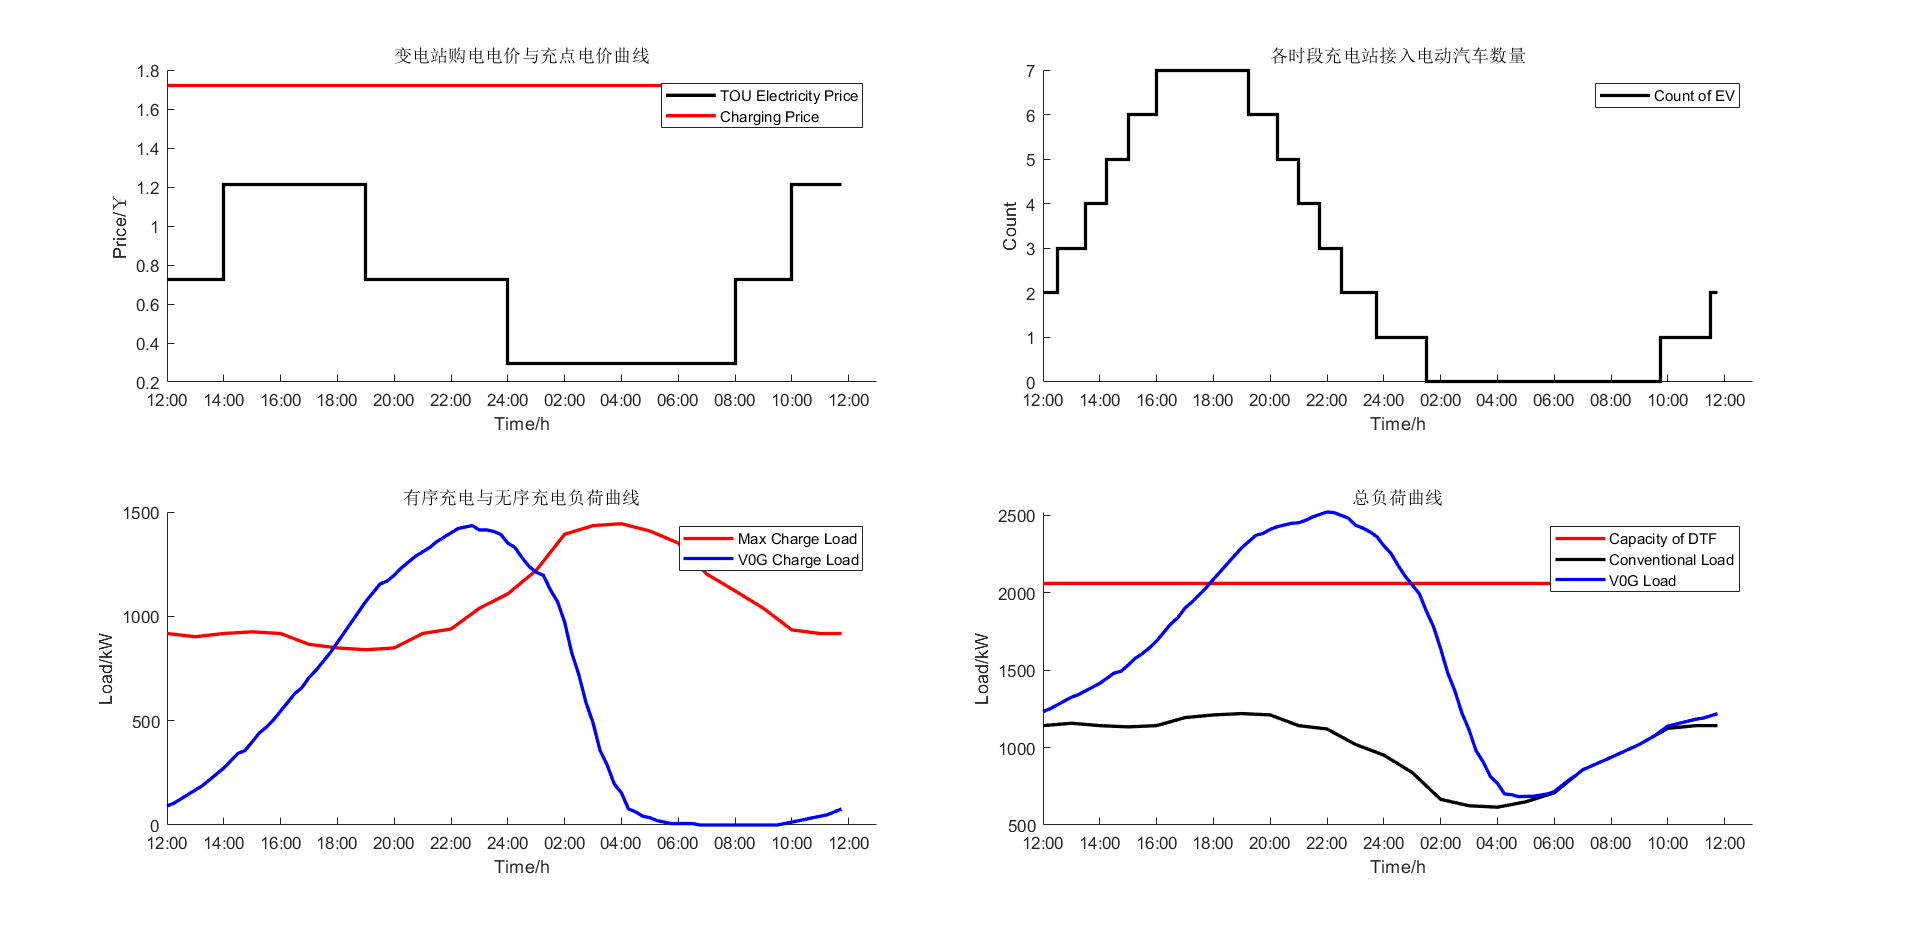 变电站购电电价与充点电价曲线
1.8
1.6
1.4
1.2
1
0.8
0.6
0.4
0.2
Price/Y
TOU Electricity Price
Charging Price
12:00 14:00 16:00 18:00 20:00 22:00 24:00 02:00 04:00 06:00 08:00 10:00 12:00
Time/h
各时段充电站接入电动汽车数量
7
6
5
4
3
2
1
0
Count
Count of EV
12:00 14:00 16:00 18:00 20:00 22:00 24:00 02:00 04:00 06:00 08:00 10:00 12:00
Time/h
有序充电与无序充电负荷曲线
1500
1000
500
0
Load/kW
Max Charge Load
V0G Charge Load
12:00 14:00 16:00 18:00 20:00 22:00 24:00 02:00 04:00 06:00 08:00 10:00 12:00
Time/h
总负荷曲线
2500
2000
1500
1000
500
Load/kW
Capacity of DTF
Conventional Load
V0G Load
12:00 14:00 16:00 18:00 20:00 22:00 24:00 02:00 04:00 06:00 08:00 10:00 12:00
Time/h